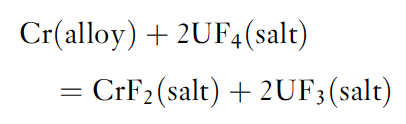 Cr(alloy) + 2UF₄(salt)
= CrF₂(salt) + 2UF₃(salt)